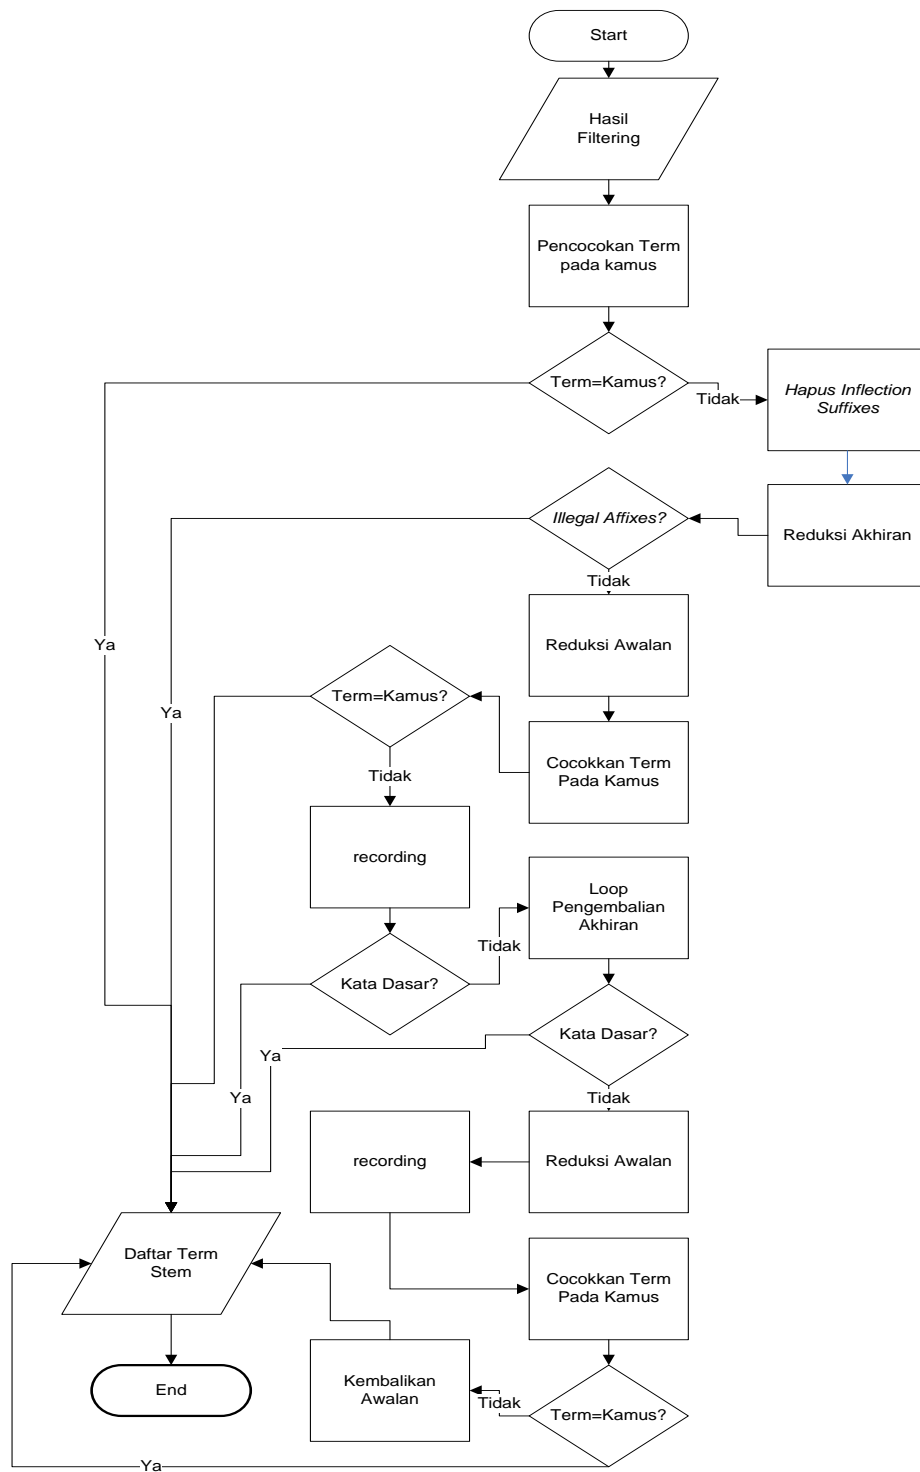 Start
Hasil
Filtering
Pencocokan Term
pada kamus
Term=Kamus?
Tidak
Hapus Inflection
Suffixes
Reduksi Akhiran
Illegal Affixes?
Tidak
Ya
Ya
Reduksi Awalan
Cocokkan Term
Pada Kamus
Term=Kamus?
Tidak
recording
Kata Dasar?
Tidak
Ya
Loop
Pengembalian
Akhiran
Kata Dasar?
Ya
Tidak
Reduksi Awalan
recording
Cocokkan Term
Pada Kamus
Term=Kamus?
Tidak
Kembalikan
Awalan
Ya
Daftar Term
Stem
End